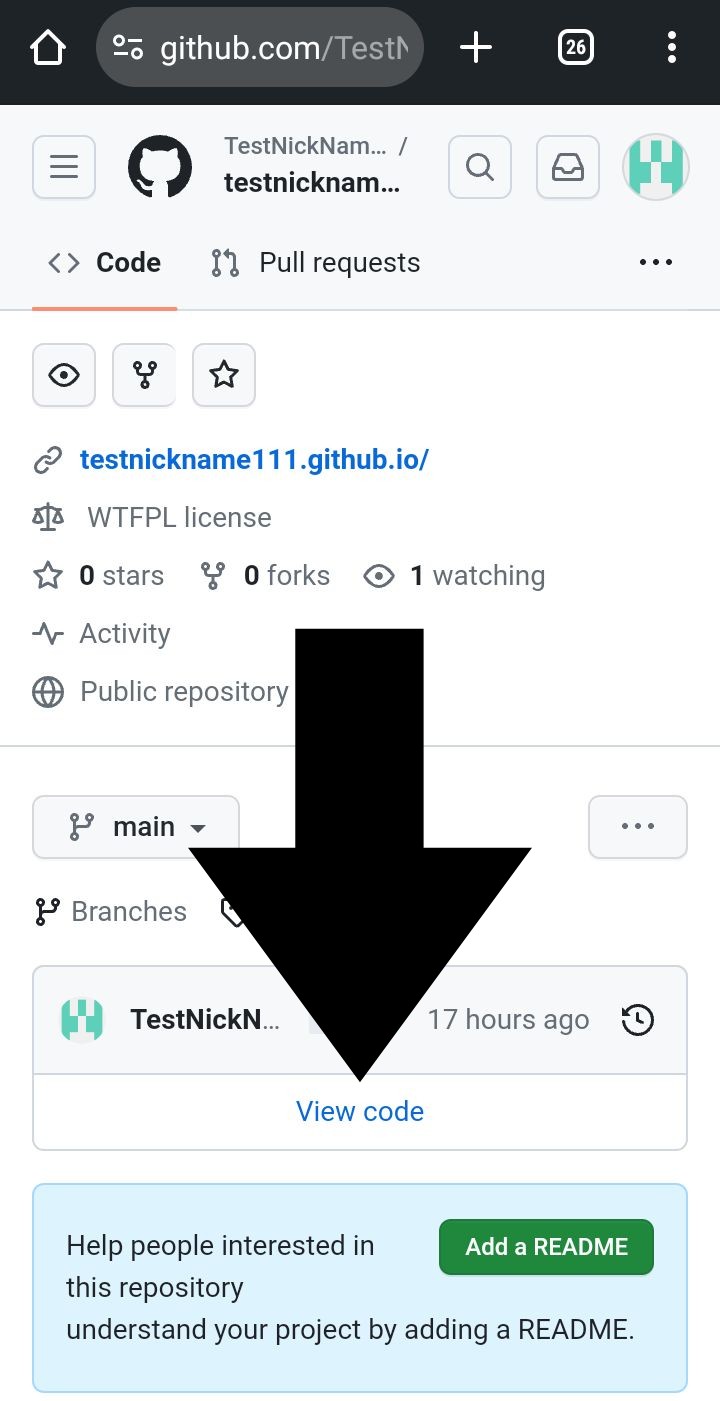 github.com/TestN
26
TestNickNam… /
testnicknam…
Code
Pull requests
testnickname111.github.io/
WTFPL license
0 stars 0 forks 1 watching
Activity
Public repository
main
Branches
TestNickN… 17 hours ago
View code
Help people interested in
this repository
Add a README
understand your project by adding a README.